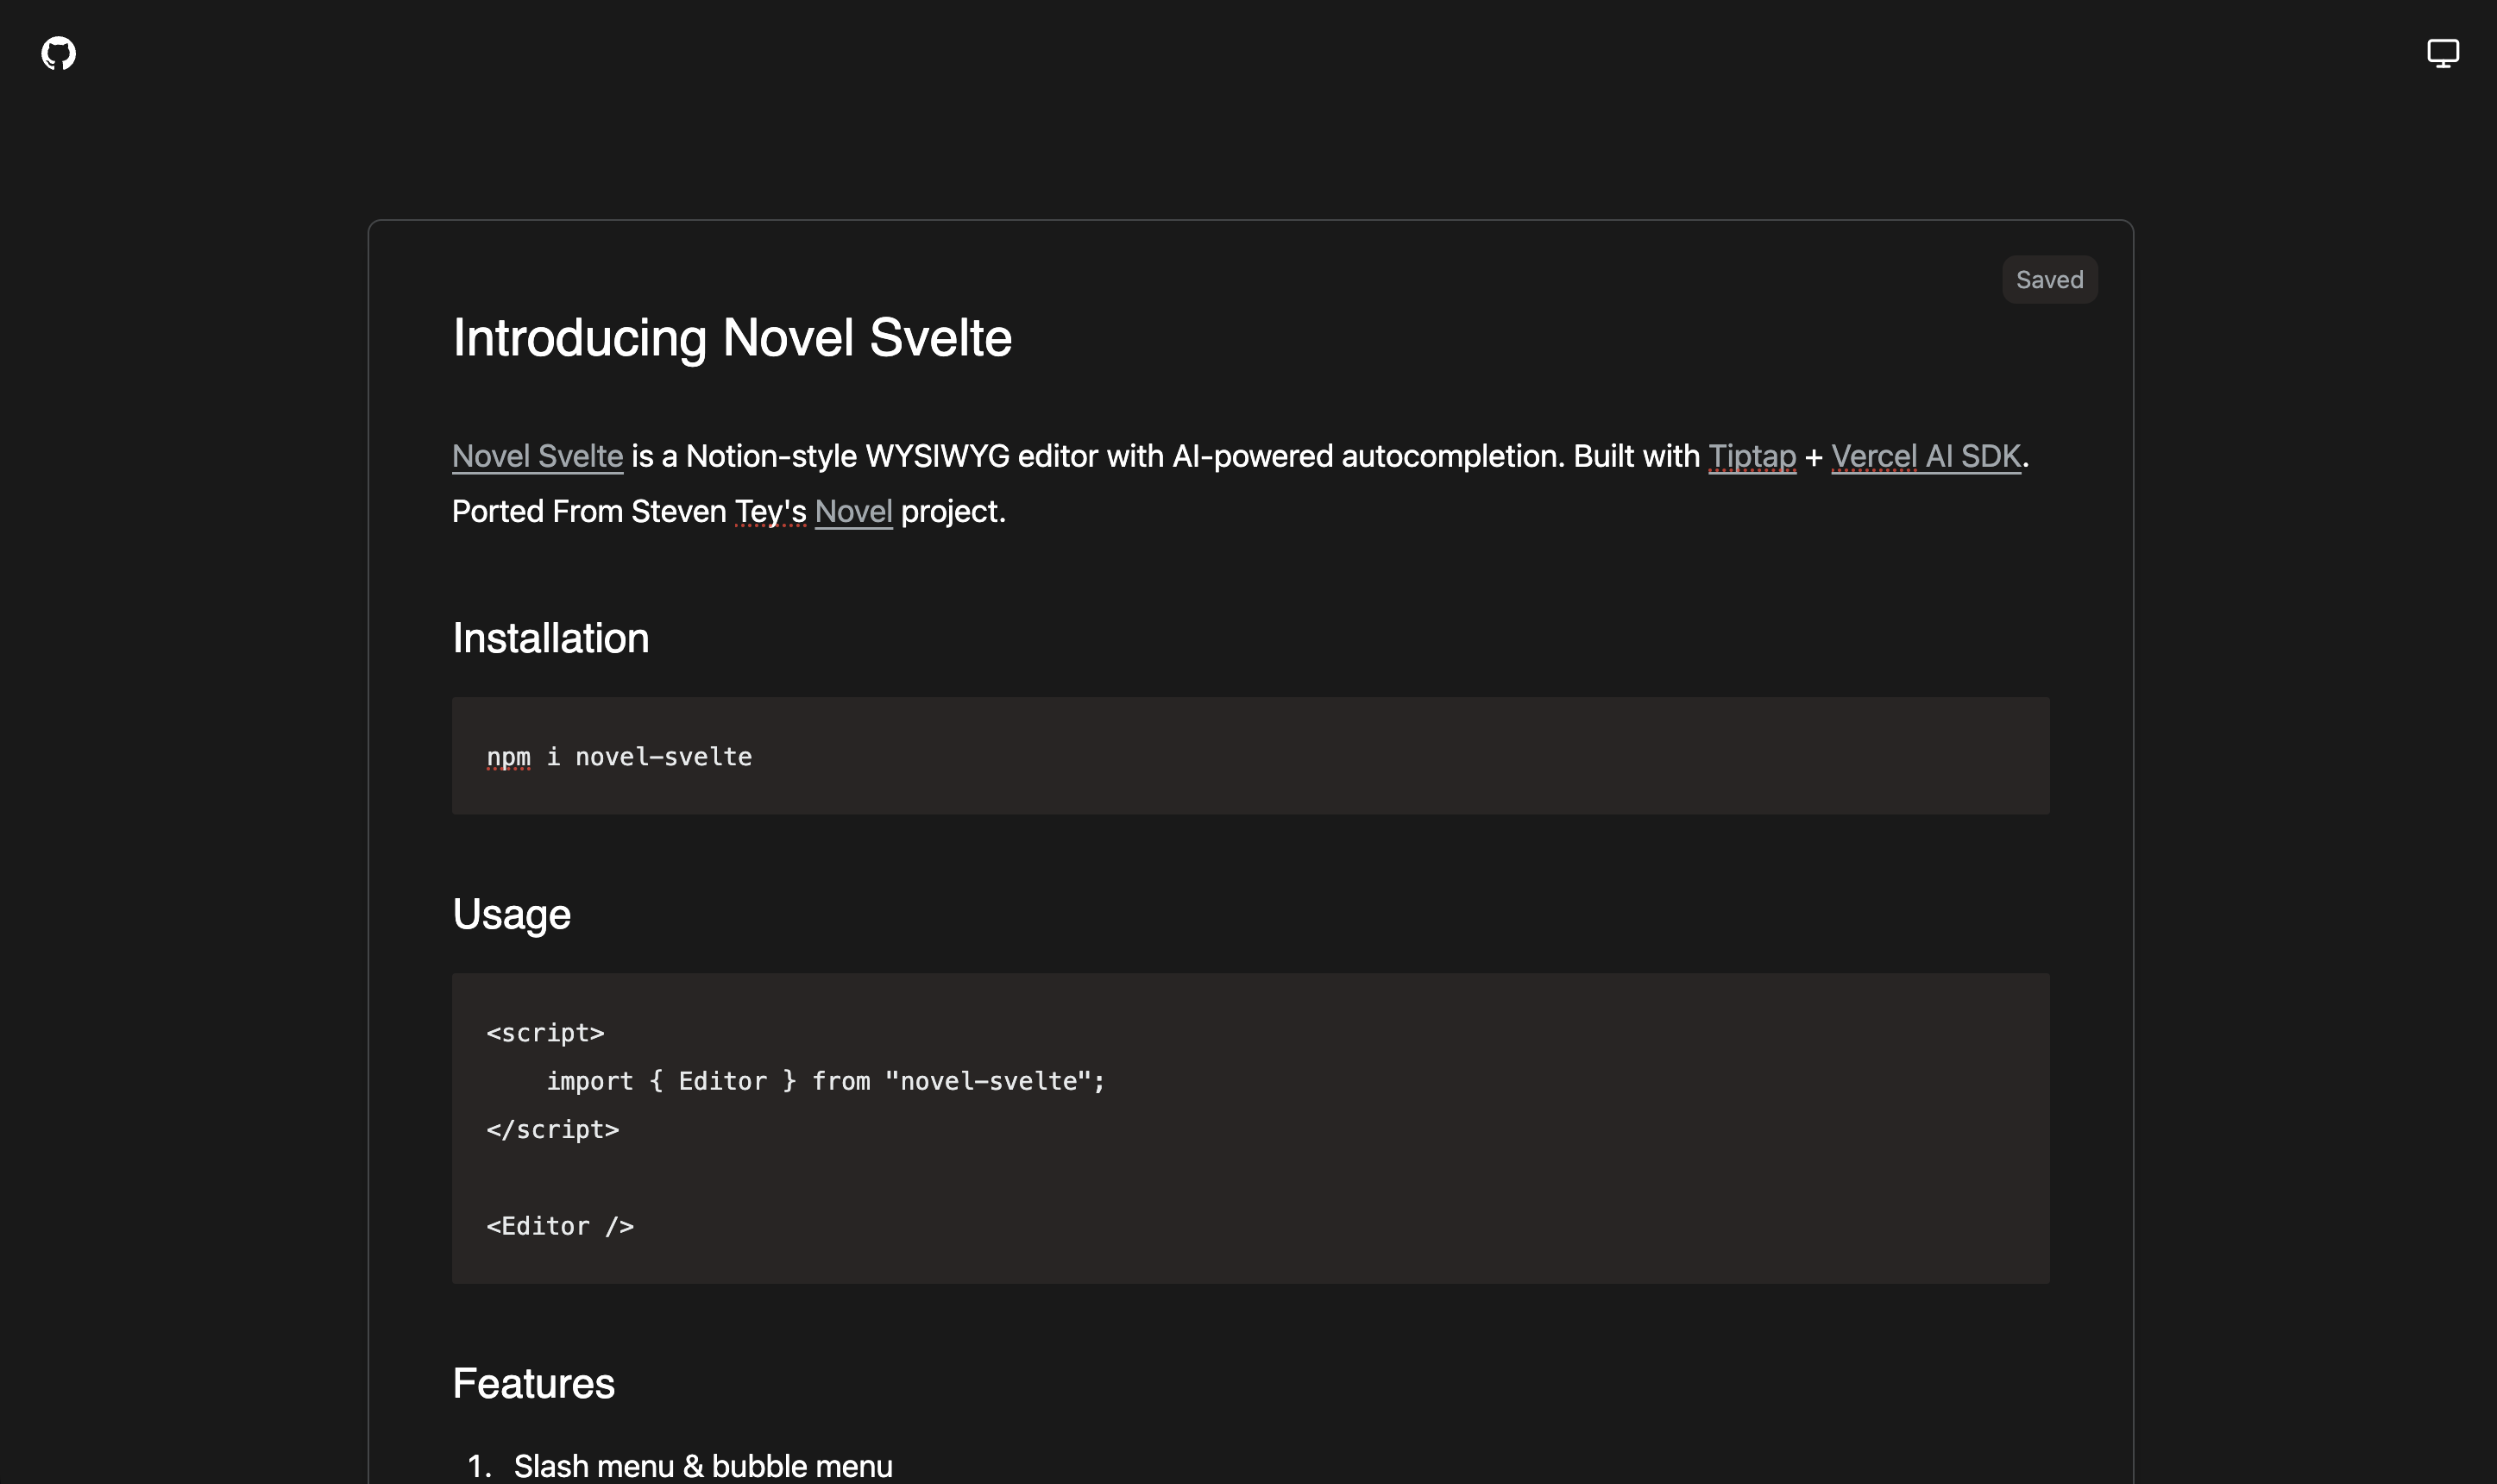 Saved
Introducing Novel Svelte
Novel Svelte is a Notion-style WYSIWYG editor with AI-powered autocompletion. Built with Tiptap + Vercel AI SDK.
Ported From Steven Tey's Novel project.
Installation
npm i novel-svelte
Usage
<script>
    import { Editor } from "novel-svelte";
</script>
<Editor />
Features
1. Slash menu & bubble menu